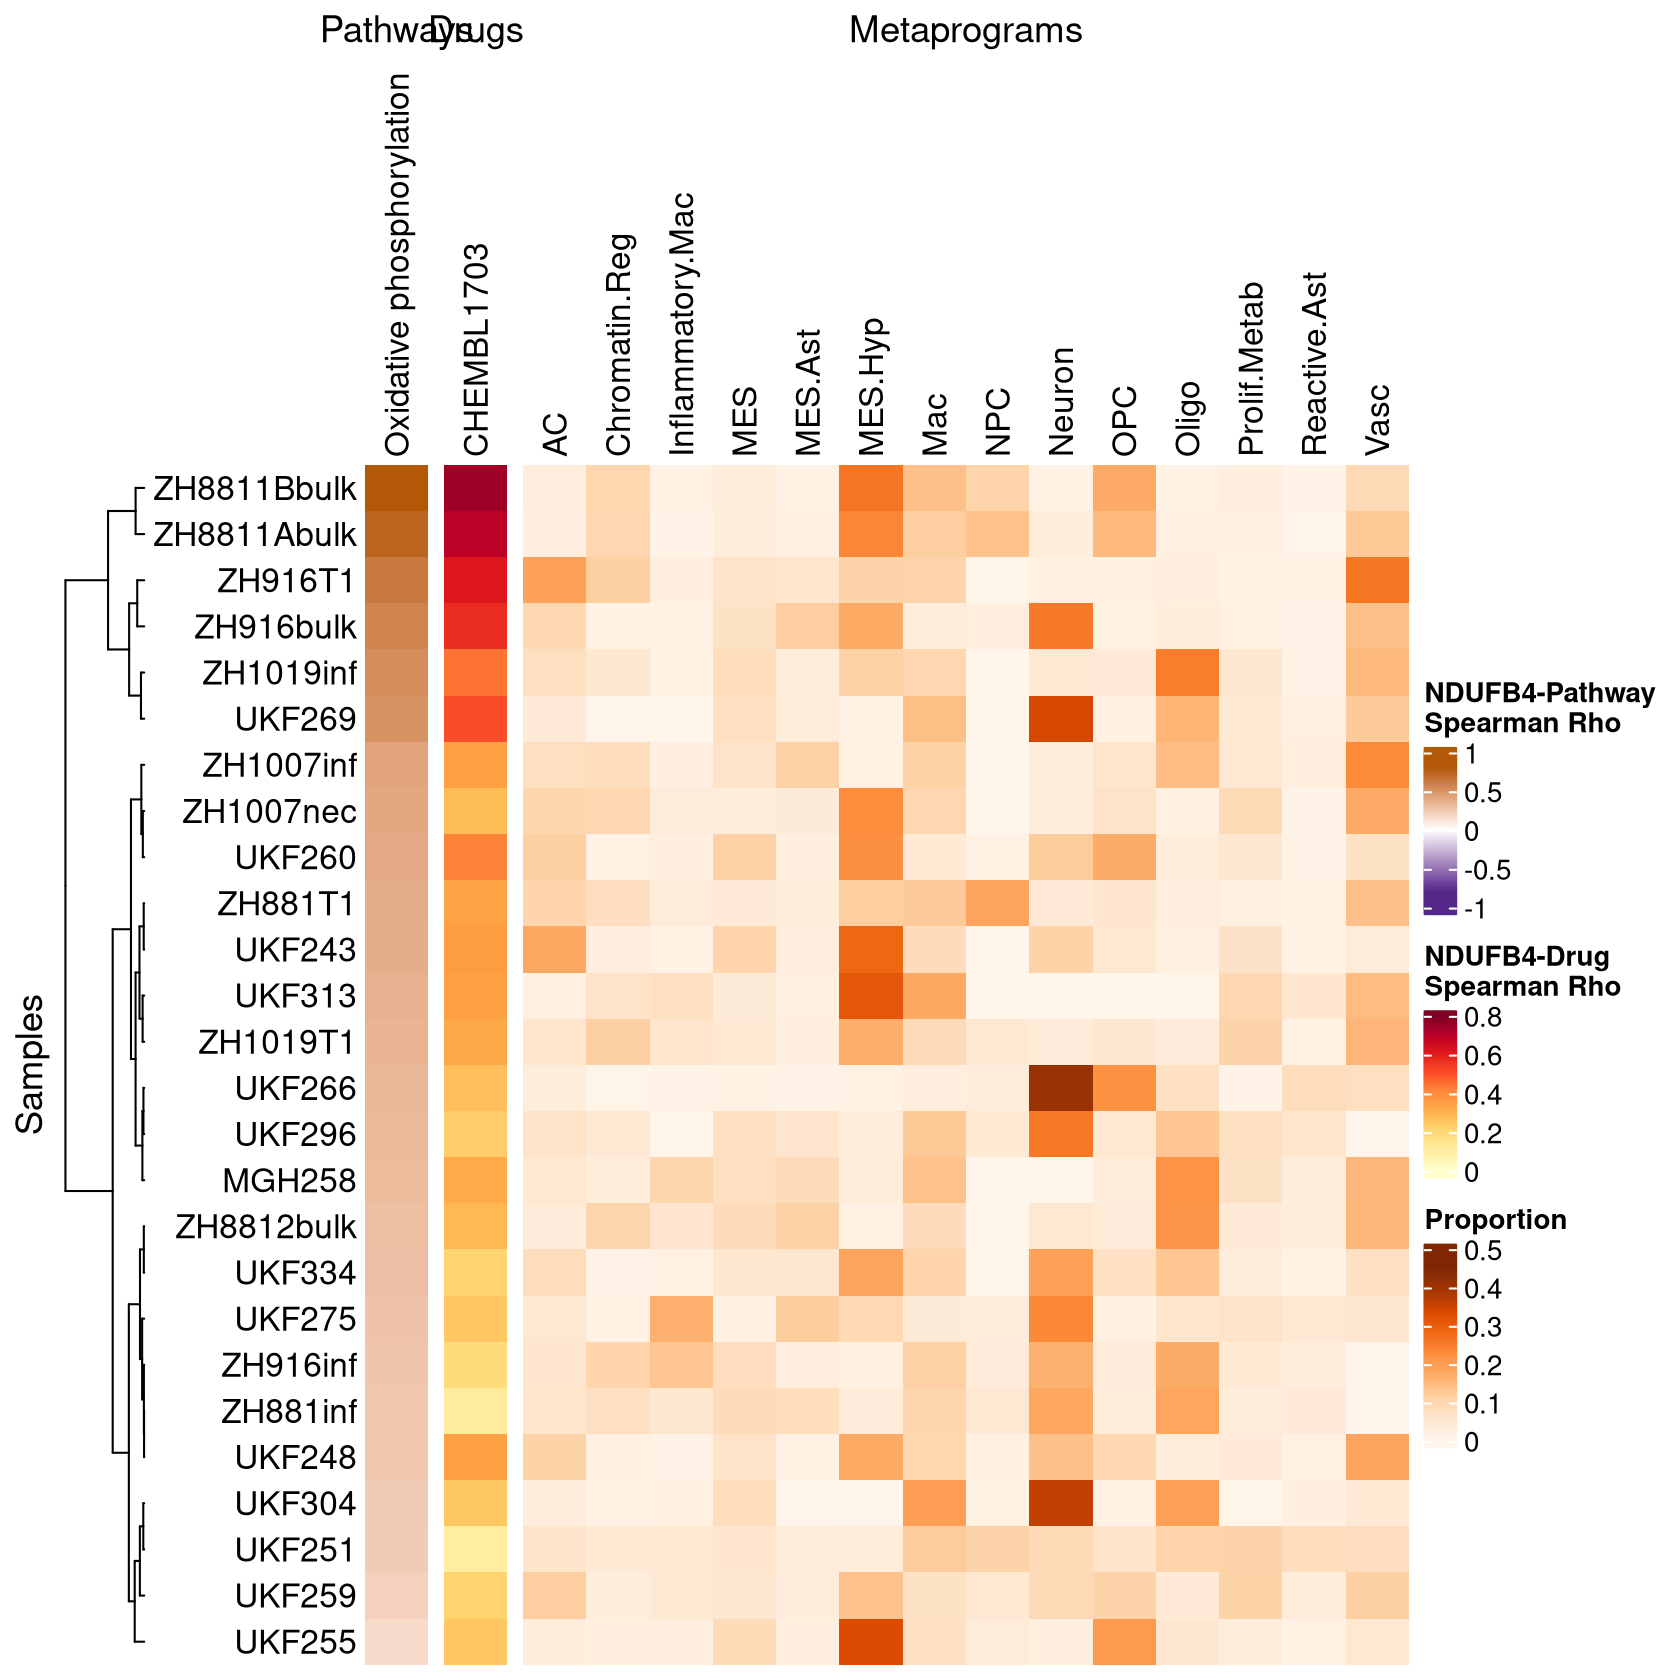 Pathways
Drugs
Metaprograms
Oxidative phosphorylation
CHEMBL1703
AC
Chromatin.Reg
Inflammatory.Mac
MES
MES.Ast
MES.Hyp
Mac
NPC
Neuron
OPC
Oligo
Prolif.Metab
Reactive.Ast
Vasc
Samples
ZH8811Bbulk
ZH8811Abulk
ZH916T1
ZH916bulk
ZH1019inf
UKF269
ZH1007inf
ZH1007nec
UKF260
ZH881T1
UKF243
UKF313
ZH1019T1
UKF266
UKF296
MGH258
ZH8812bulk
UKF334
UKF275
ZH916inf
ZH881inf
UKF248
UKF304
UKF251
UKF259
UKF255
NDUFB4-Pathway
Spearman Rho
1
0.5
0
-0.5
-1
NDUFB4-Drug
Spearman Rho
0.8
0.6
0.4
0.2
0
Proportion
0.5
0.4
0.3
0.2
0.1
0